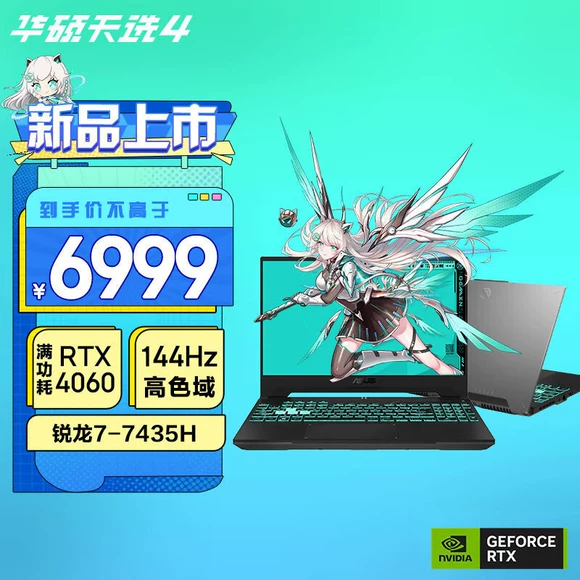 华硕天选4
新品上市
到手价不高于
¥6999
满功耗
RTX
4060
144Hz
高色域
锐龙7-7435H
ASUS
NVIDIA
GEFORCE
RTX